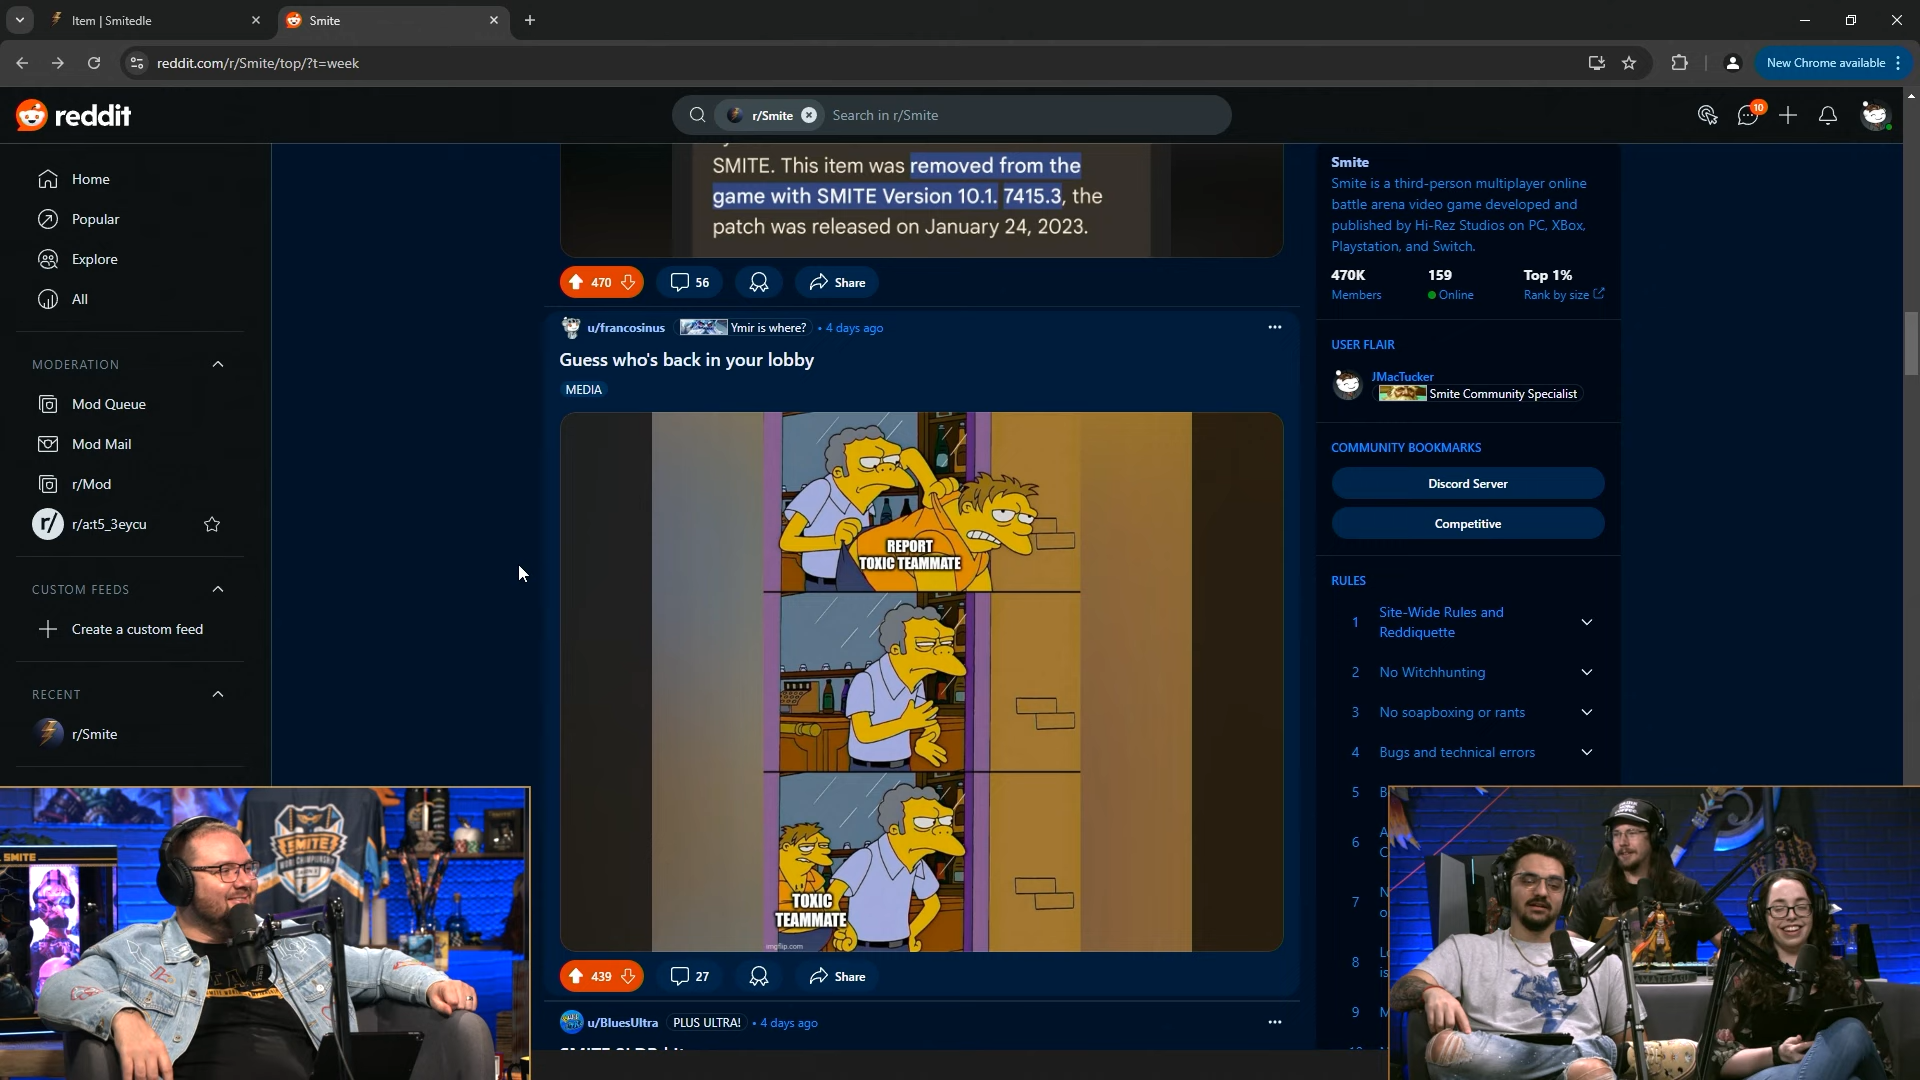 Item | Smitedle
Smite
reddit.com/r/Smite/top/?t=week
New Chrome available
reddit
r/Smite
Search in r/Smite
10
Home
Popular
Explore
All
MODERATION
Mod Queue
Mod Mail
r/Mod
r/
r/a:t5_3eycu
CUSTOM FEEDS
Create a custom feed
RECENT
r/Smite
SMITE. This item was removed from the
game with SMITE Version 10.1. 7415.3, the
patch was released on January 24, 2023.
470
56
Share
u/francosinus
Ymir is where?
• 4 days ago
Guess who's back in your lobby
MEDIA
REPORT
TOXIC TEAMMATE
TOXIC
TEAMMATE
imgflip.com
439
27
Share
u/BluesUltra
PLUS ULTRA!
• 4 days ago
Smite
Smite is a third-person multiplayer online
battle arena video game developed and
published by Hi-Rez Studios on PC, XBox,
Playstation, and Switch.
470K
159
Top 1%
Members
Online
Rank by size
USER FLAIR
JMacTucker
Smite Community Specialist
COMMUNITY BOOKMARKS
Discord Server
Competitive
RULES
1
Site-Wide Rules and
Reddiquette
2
No Witchhunting
3
No soapboxing or rants
4
Bugs and technical errors
5
6
7
8
9
SMITE
SMITE